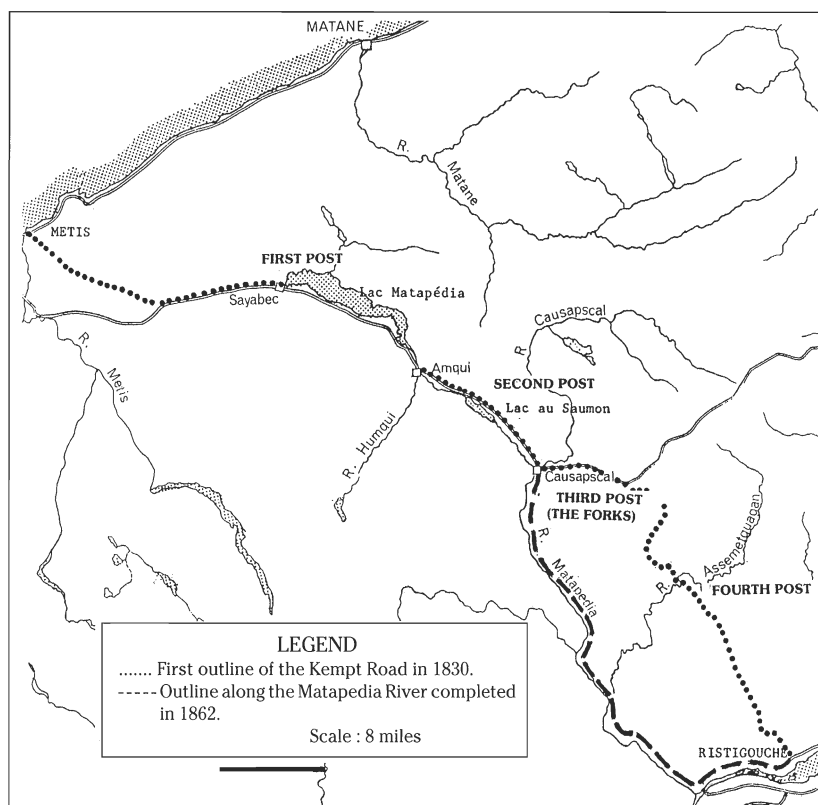 MATANE
R.
Matane
METIS
FIRST POST
Sayabec
Lac Matapédia
R. Causapscal
R.
Metis
Amqui
SECOND POST
Lac au Saumon
R. Humqui
Causapscal
THIRD POST
(THE FORKS)
R. Matapedia
R. Assemetquagan
FOURTH POST
LEGEND
....... First outline of the Kempt Road in 1830.
----- Outline along the Matapedia River completed
in 1862.
Scale : 8 miles
RISTIGOUCHE